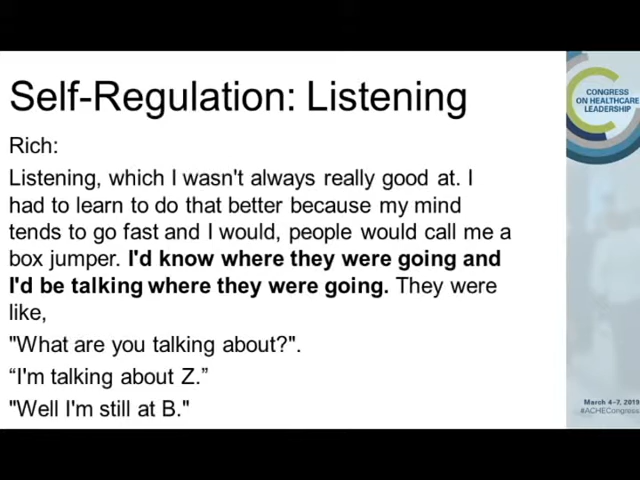 Self-Regulation: Listening
Rich:
Listening, which I wasn't always really good at. I
had to learn to do that better because my mind
tends to go fast and I would, people would call me a
box jumper. I'd know where they were going and
I'd be talking where they were going. They were
like,
"What are you talking about?".
“I'm talking about Z.”
"Well I'm still at B."
CONGRESS
ON HEALTHCARE
LEADERSHIP
March 4-7, 2019
#ACHECongress